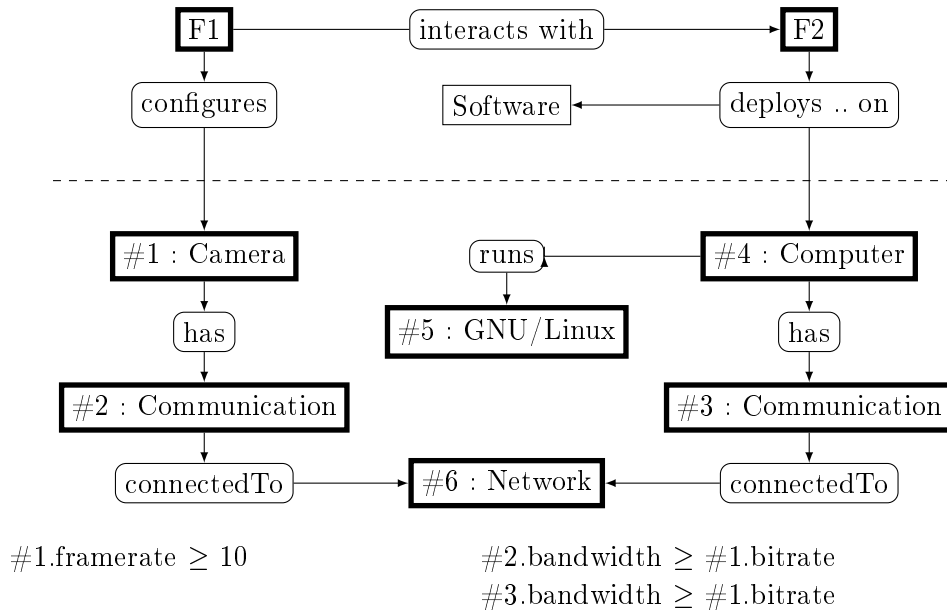 F1 interacts with F2
configures Software deploys .. on
#1 : Camera runs #4 : Computer
has #5 : GNU/Linux has
#2 : Communication #3 : Communication
connectedTo #6 : Network connectedTo
#1.framerate ≥ 10 #2.bandwidth ≥ #1.bitrate
#3.bandwidth ≥ #1.bitrate